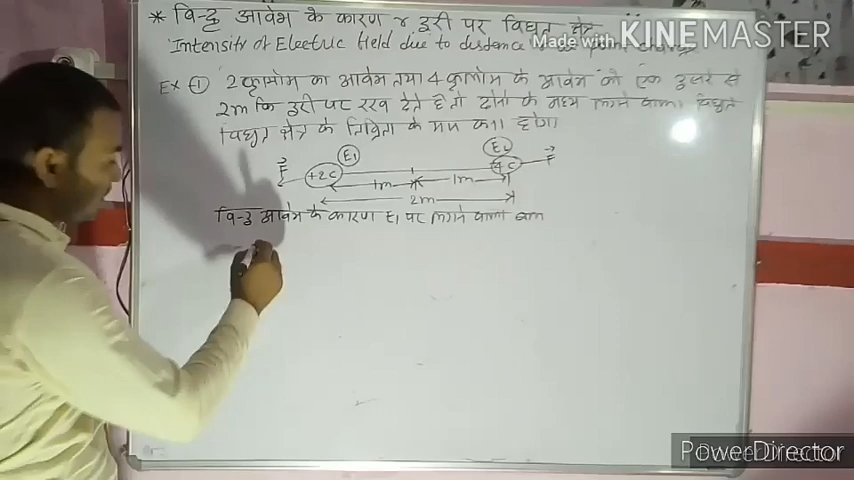 * बिन्दु आवेश के कारण r दुरी पर विद्युत क्षेत्र
Intensity of Electric Held due to distance
Made with KINEMASTER
Ex ① 2 कुलाम का आवेश तथा 4 कुलाम के आवेश को एक दुसरे से
2m कि दुरी पर रख देते है तो दोनो के मध्य लगने वाला विद्युत
विद्युत क्षेत्र के तिव्रिता के मान क्या होगा
E₁ E₂
F +2C 4C F
1m 1m
2m
बिन्दु आवेश के कारण E₁ पर लगने वाला बल
PowerDirector